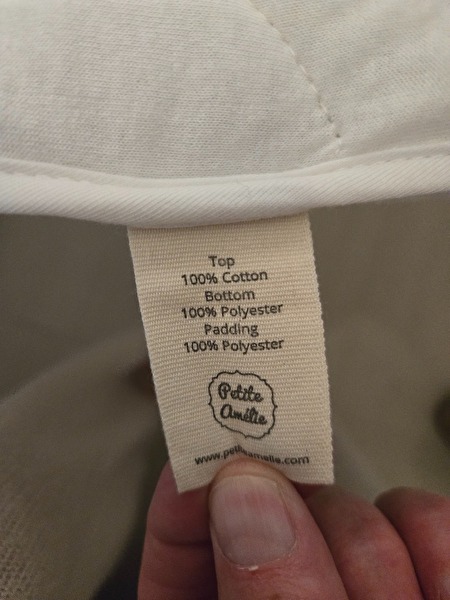 Top
100% Cotton
Bottom
100% Polyester
Padding
100% Polyester
Petite
Amélie
www.petiteamelie.com